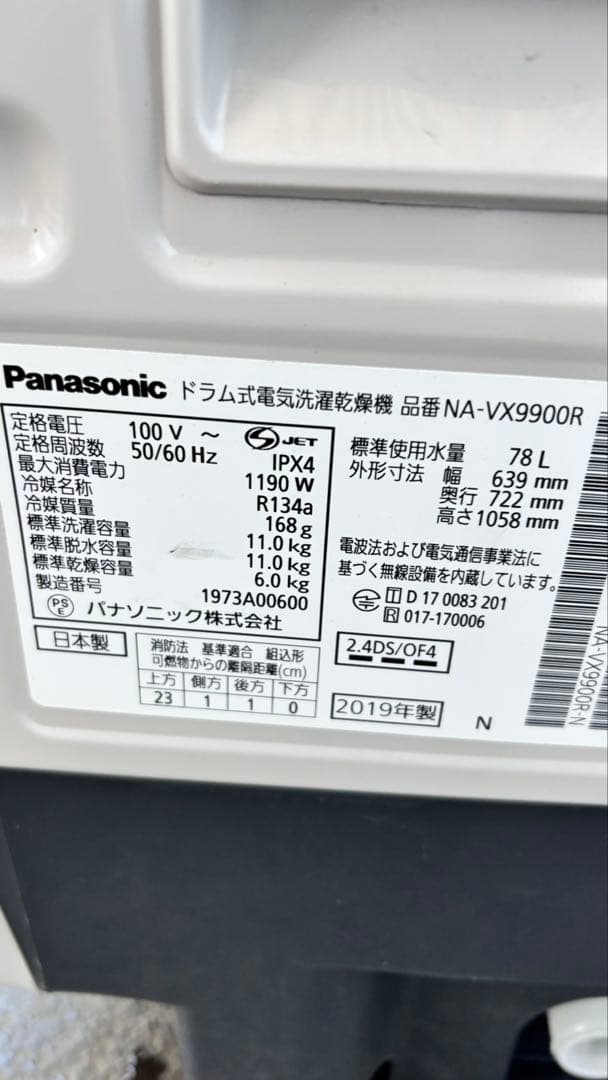 Panasonic ドラム式電気洗濯乾燥機 品番 NA-VX9900R
定格電圧 100 V ～
定格周波数 50/60 Hz
S JET
IPX4
最大消費電力 1190 W
冷媒名称 R134a
冷媒質量 168 g
標準洗濯容量 11.0 kg
標準脱水容量 11.0 kg
標準乾燥容量 6.0 kg
製造番号 1973A00600
PS E パナソニック株式会社
標準使用水量 78 L
外形寸法 幅 639 mm
奥行 722 mm
高さ 1058 mm
電波法および電気通信事業法に
基づく無線設備を内蔵しています。
T D 17 0083 201
R 017-170006
日本製
消防法 基準適合 組込形
可燃物からの離隔距離(cm)
上方 側方 後方 下方
23 1 1 0
2.4DS/OF4
2019年製
N
NA-VX9900R-N